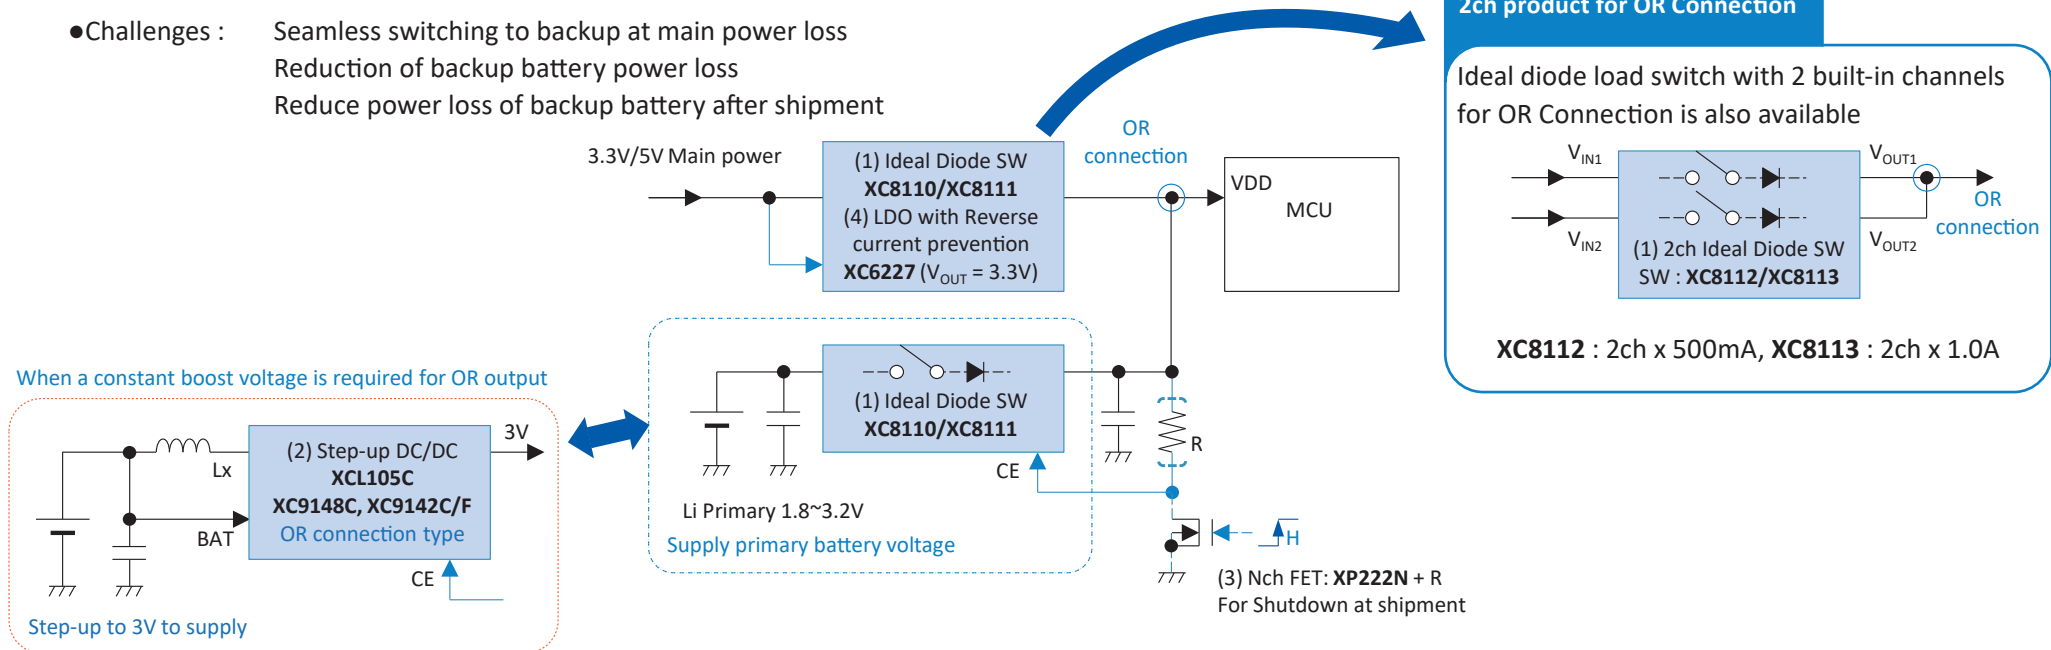 ●Challenges : Seamless switching to backup at main power loss
Reduction of backup battery power loss
Reduce power loss of backup battery after shipment
2ch product for OR Connection
Ideal diode load switch with 2 built-in channels
for OR Connection is also available
VIN1
VOUT1
VIN2
VOUT2
OR
connection
(1) 2ch Ideal Diode SW
SW : XC8112/XC8113
XC8112 : 2ch x 500mA, XC8113 : 2ch x 1.0A
3.3V/5V Main power
(1) Ideal Diode SW
XC8110/XC8111
(4) LDO with Reverse
current prevention
XC6227 (VOUT = 3.3V)
OR
connection
VDD
MCU
(1) Ideal Diode SW
XC8110/XC8111
CE
R
Li Primary 1.8~3.2V
Supply primary battery voltage
H
(3) Nch FET: XP222N + R
For Shutdown at shipment
When a constant boost voltage is required for OR output
Lx
(2) Step-up DC/DC
XCL105C
XC9148C, XC9142C/F
OR connection type
3V
BAT
CE
Step-up to 3V to supply